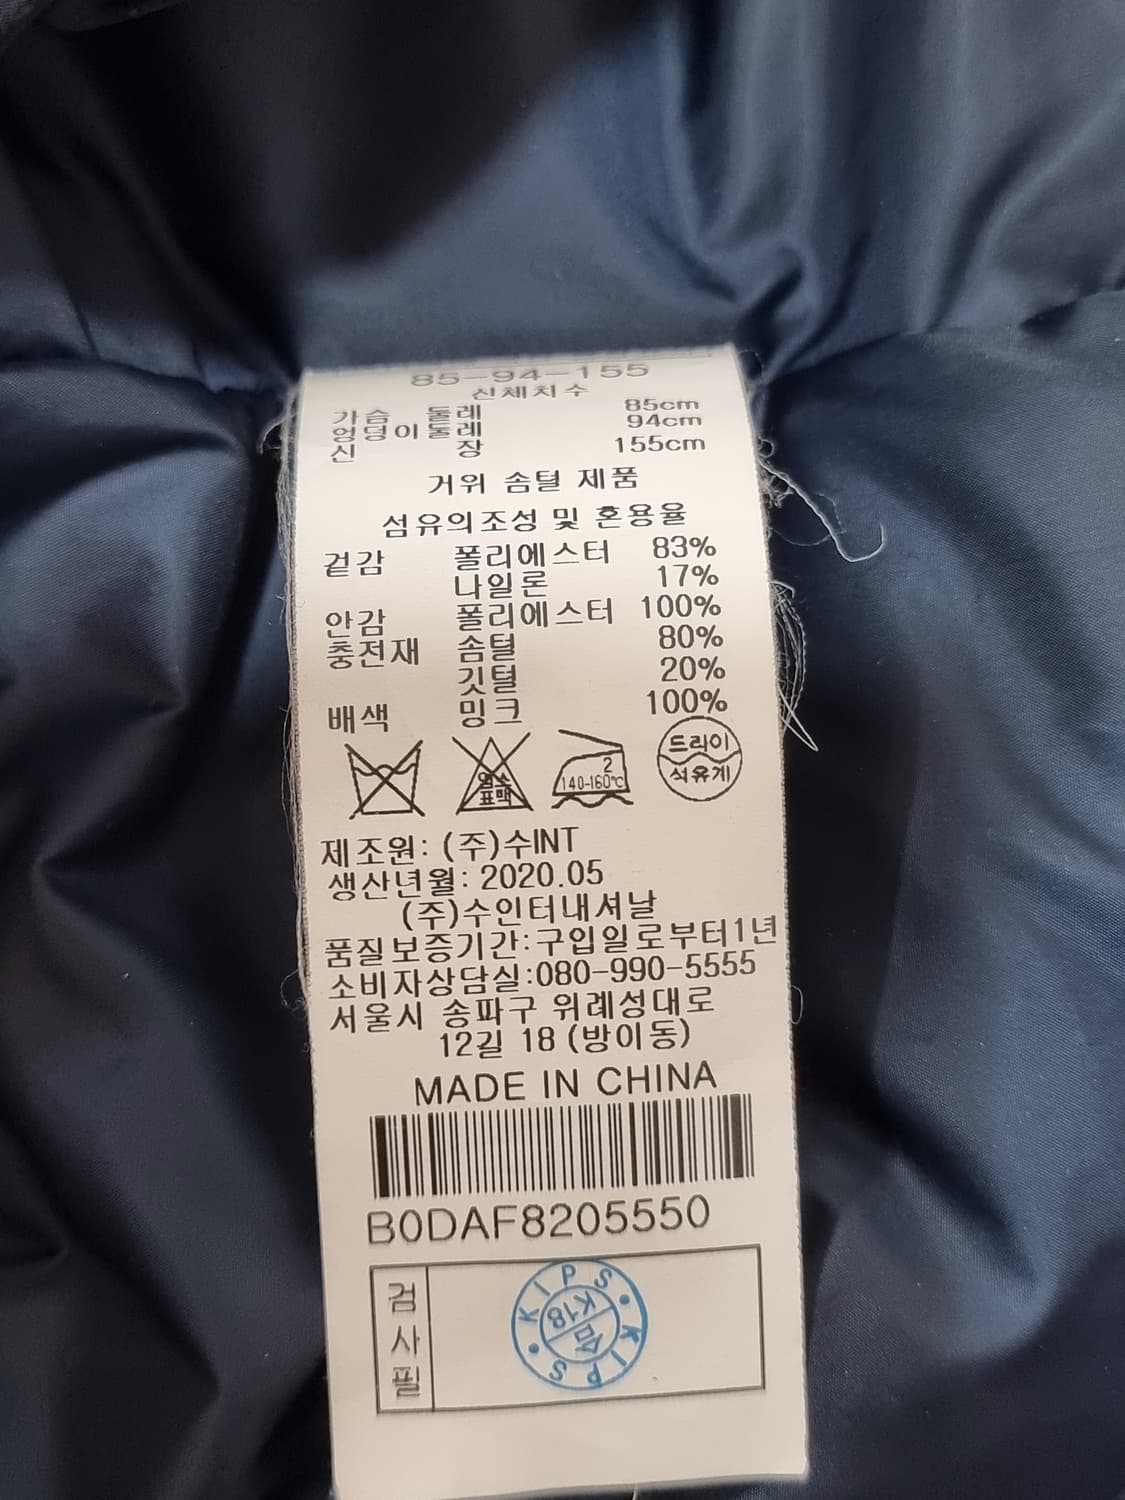 85-94-155
신체치수
가슴 둘레 85cm
엉덩이둘레 94cm
신 장 155cm
거위 솜털 제품
섬유의조성 및 혼용율
겉감 폴리에스터 83%
나일론 17%
안감 폴리에스터 100%
충전재 솜털 80%
깃털 20%
배색 밍크 100%
염소 표백
2
140-160℃
드라이
석유계
제조원: (주)수INT
생산년월: 2020.05
(주)수인터내셔날
품질보증기간:구입일로부터1년
소비자상담실:080-990-5555
서울시 송파구 위례성대로
12길 18 (방이동)
MADE IN CHINA
B0DAF8205550
검사필
KIPS • KIPS •
K18